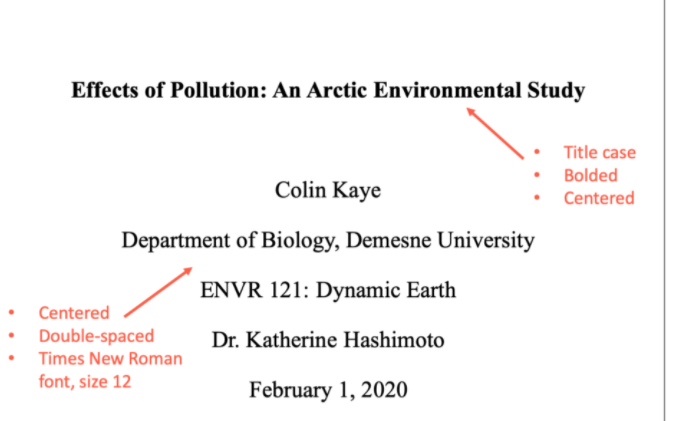 Effects of Pollution: An Arctic Environmental Study
• Title case
• Bolded
• Centered
Colin Kaye
Department of Biology, Demesne University
ENVR 121: Dynamic Earth
Dr. Katherine Hashimoto
February 1, 2020
• Centered
• Double-spaced
• Times New Roman
font, size 12